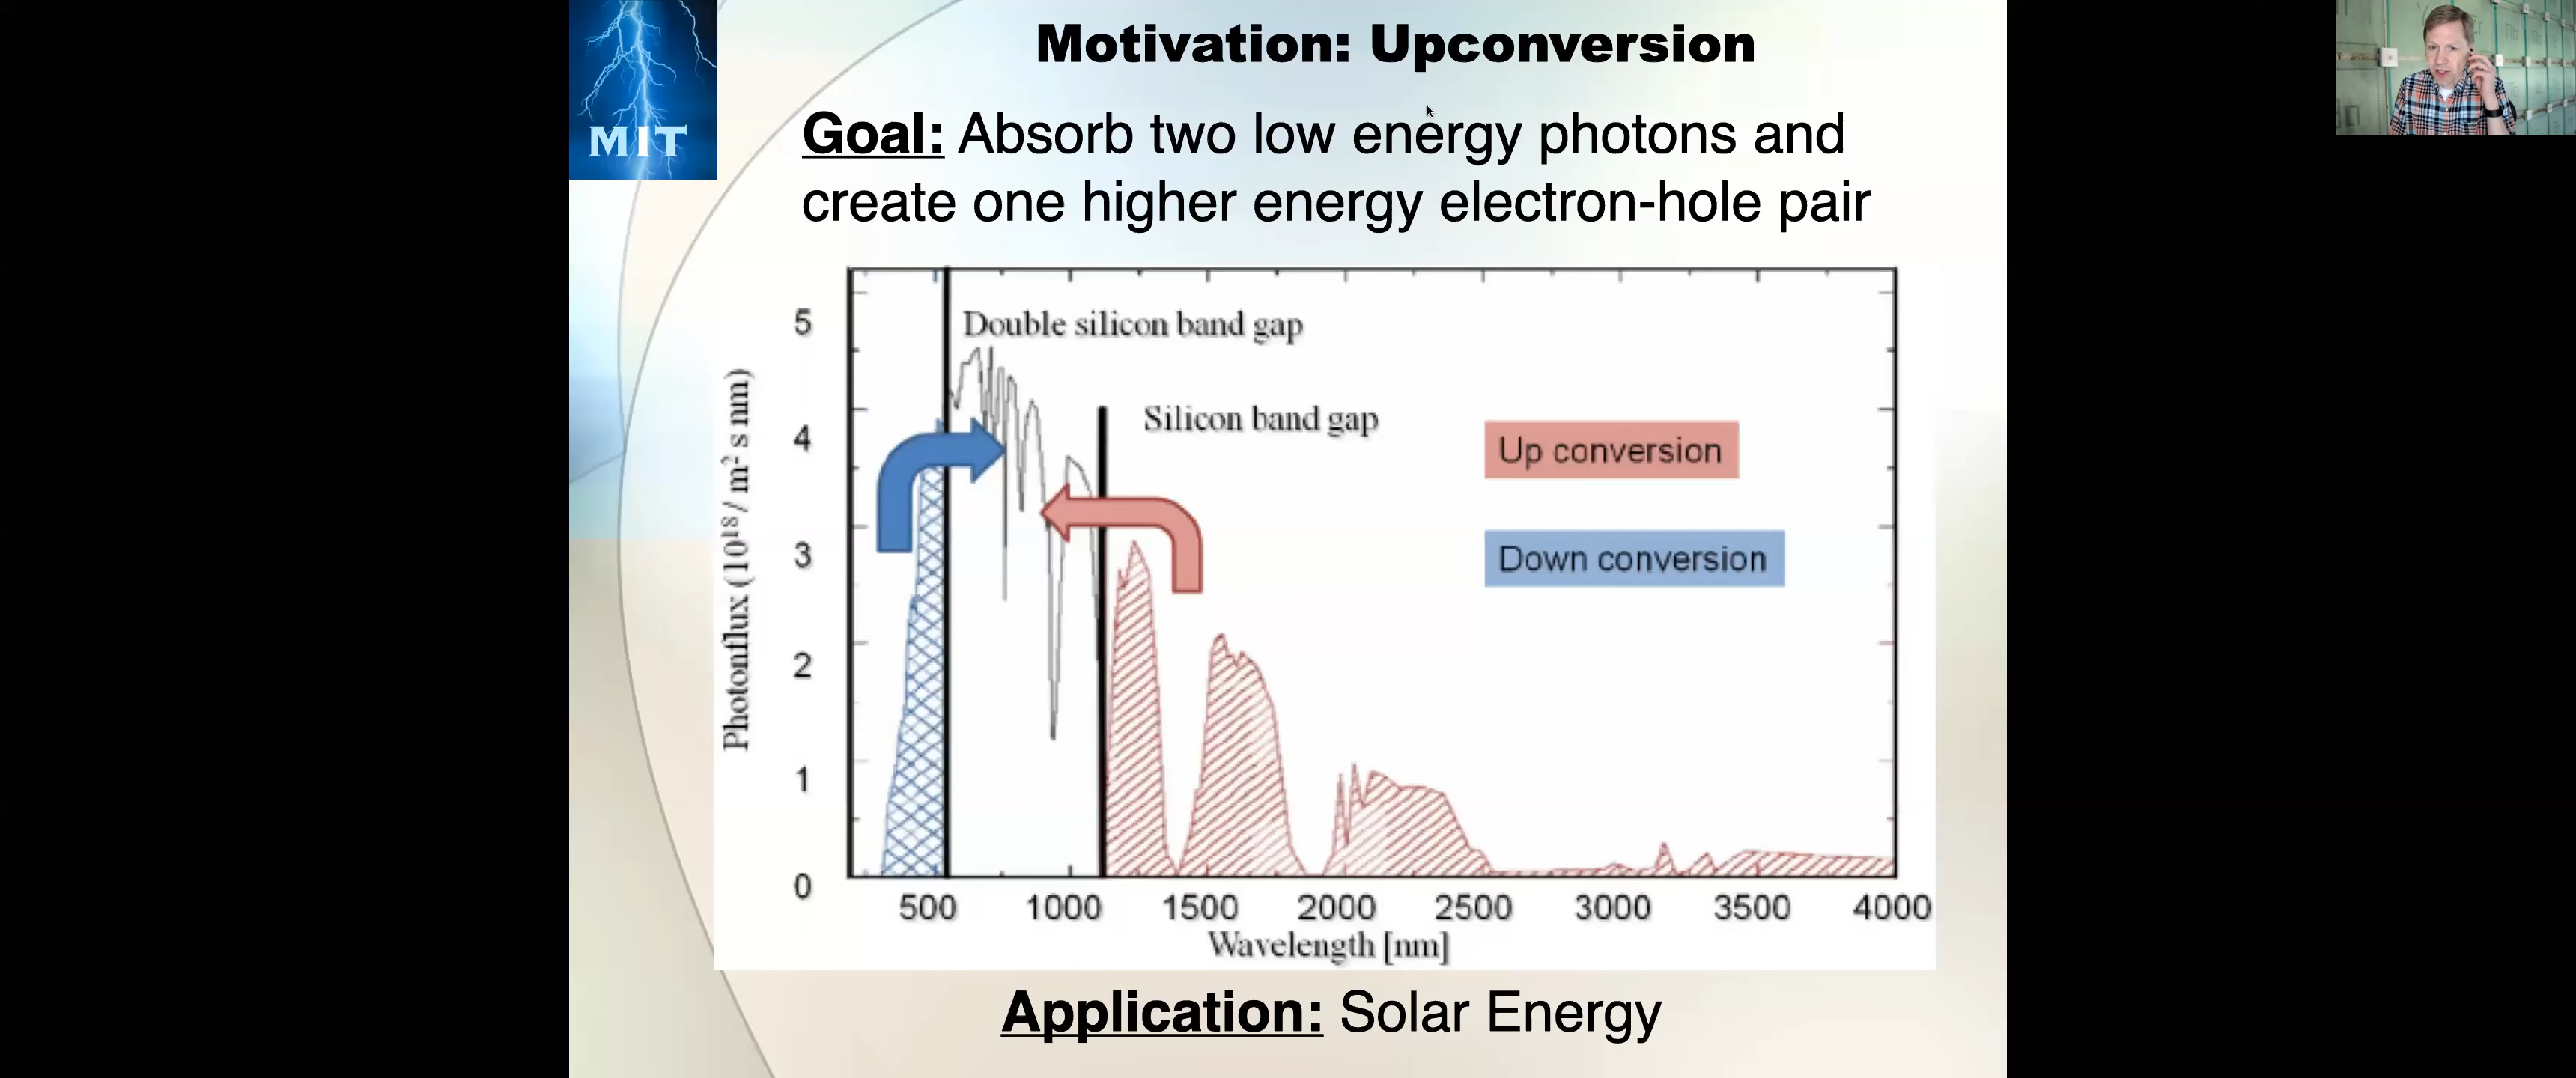 MIT
Motivation: Upconversion
Goal: Absorb two low energy photons and
create one higher energy electron-hole pair
Double silicon band gap
Silicon band gap
Up conversion
Down conversion
Photonflux (10¹⁸/ m² s nm)
5
4
3
2
1
0
500 1000 1500 2000 2500 3000 3500 4000
Wavelength [nm]
Application: Solar Energy